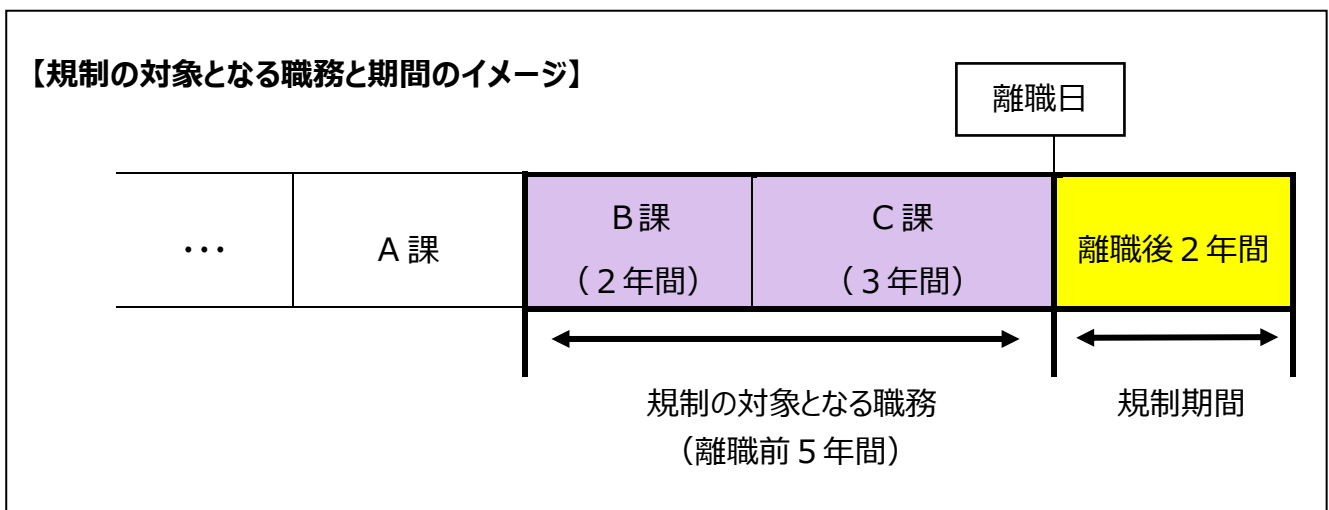 【規制の対象となる職務と期間のイメージ】
離職日
・・・
A 課
B課
（２年間）
C課
（３年間）
離職後２年間
規制の対象となる職務
（離職前５年間）
規制期間